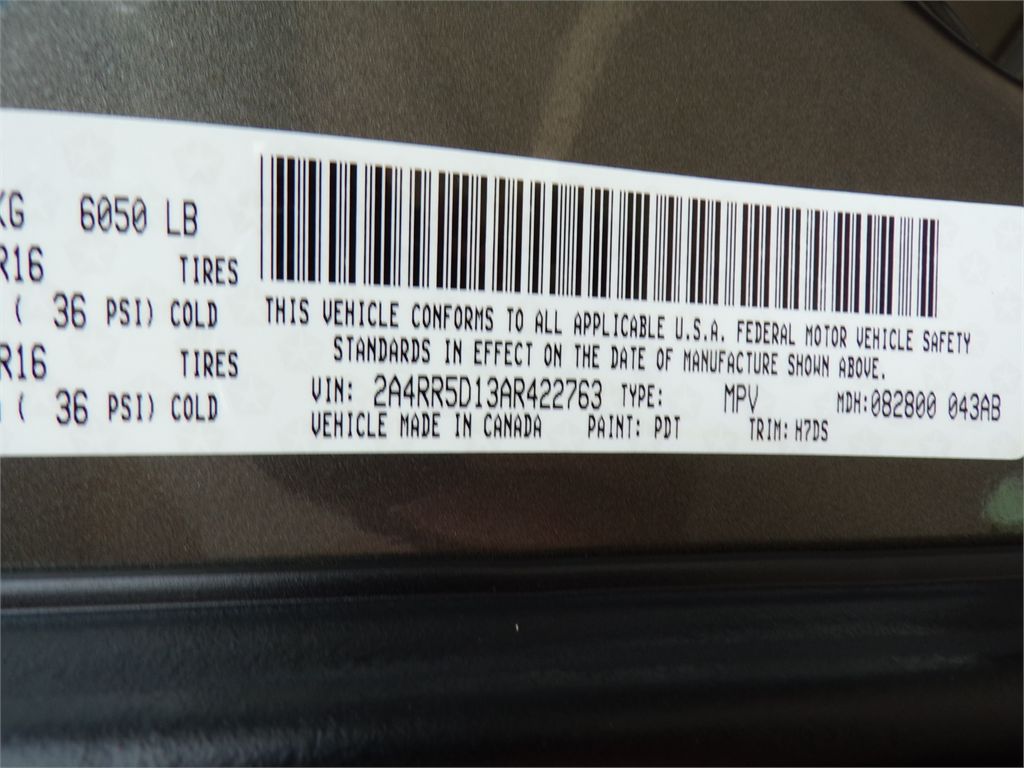 KG 6050 LB
R16 TIRES
( 36 PSI) COLD
R16 TIRES
( 36 PSI) COLD
THIS VEHICLE CONFORMS TO ALL APPLICABLE U.S.A. FEDERAL MOTOR VEHICLE SAFETY
STANDARDS IN EFFECT ON THE DATE OF MANUFACTURE SHOWN ABOVE.
VIN: 2A4RR5D13AR422763 TYPE: MPV MDH:082800 043AB
VEHICLE MADE IN CANADA PAINT: PDT TRIM: H7DS